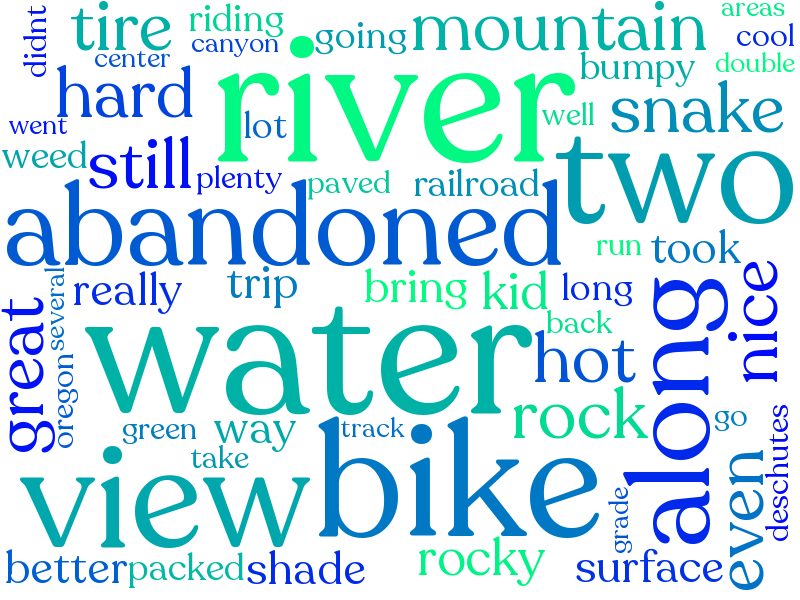 didnt
tire
riding
areas
center
canyon
going
mountain
cool
hard
river
bumpy
double
went
lot
well
snake
weed
still
plenty
paved
railroad
two
abandoned
run
took
several
really
trip
bring
kid
long
along
nice
great
water
back
hot
oregon
green
way
track
rock
go
take
view
bike
even
deschutes
grade
better
packed
shade
rocky
surface